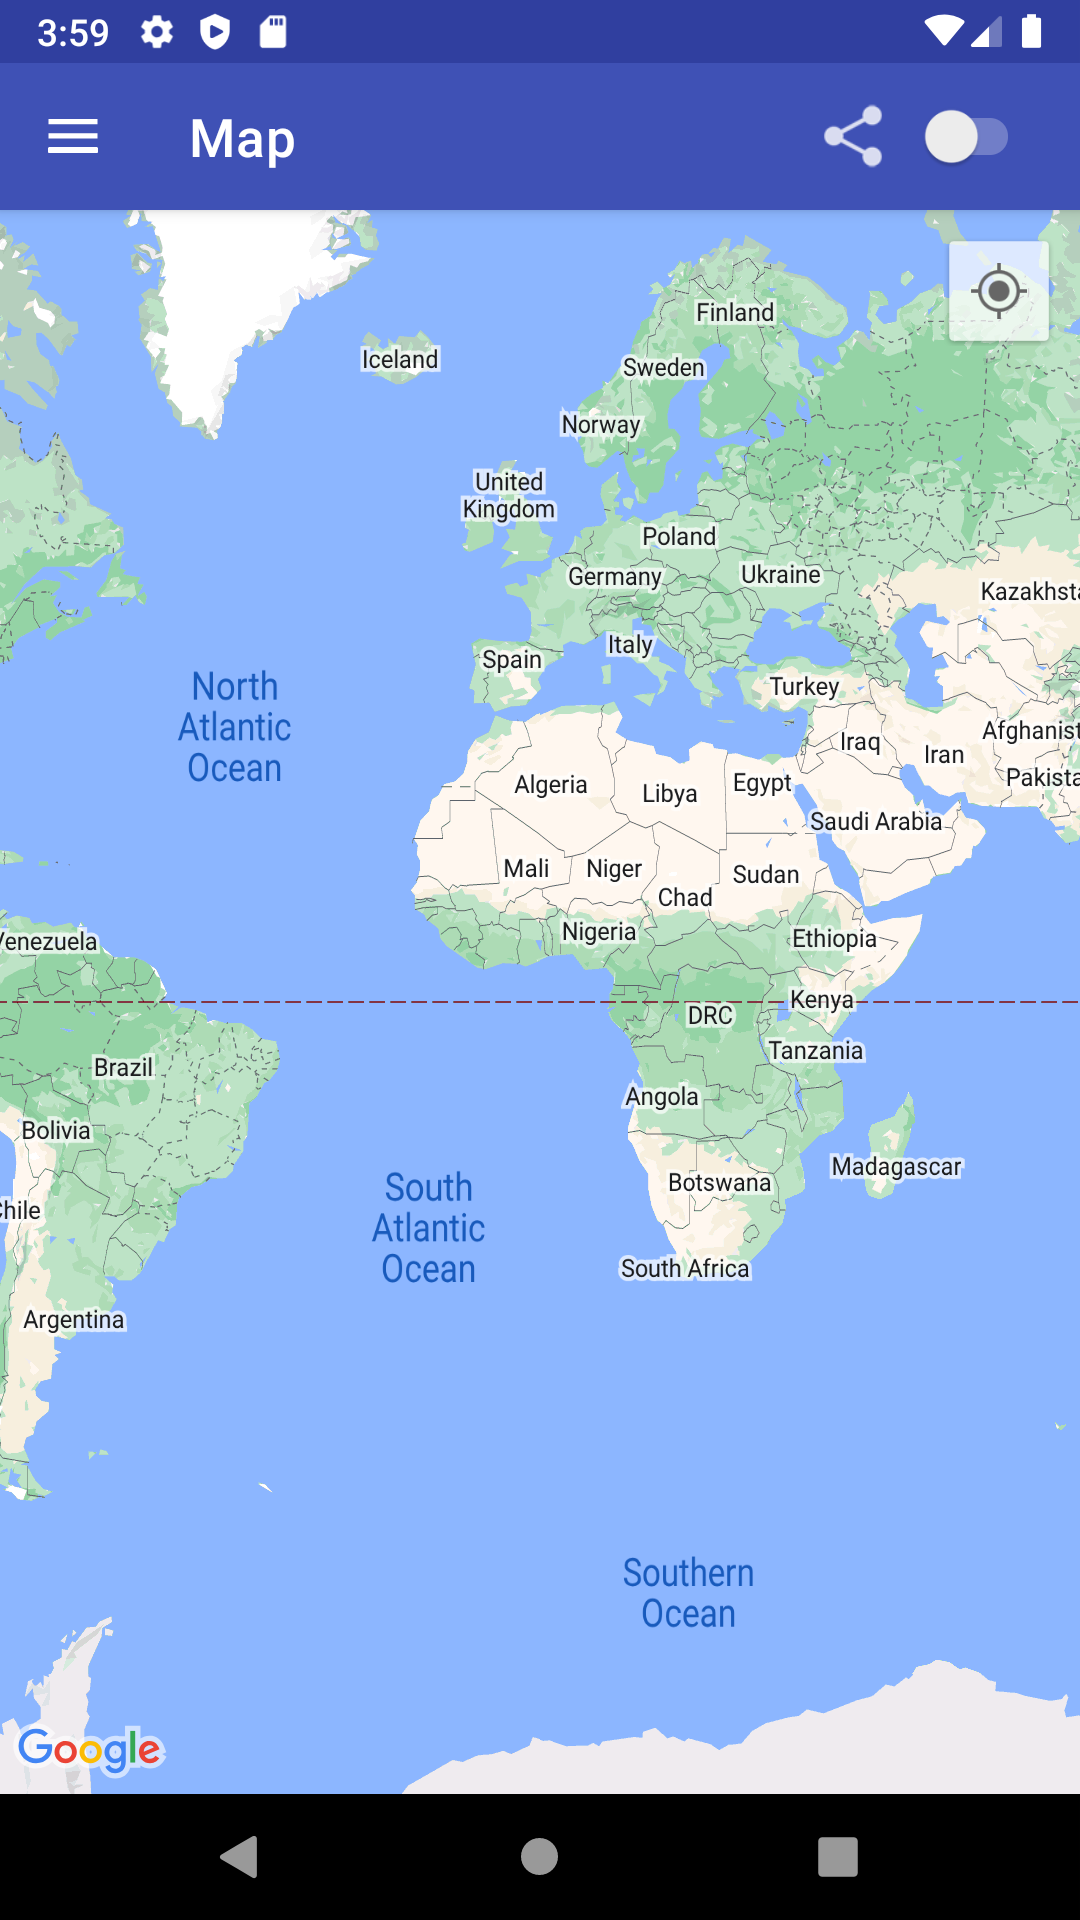 3:59
Map
Finland
Iceland
Sweden
Norway
United
Kingdom
Poland
Germany
Ukraine
Kazakhsta
Italy
Spain
Turkey
North
Atlantic
Ocean
Afghanist
Iraq
Iran
Pakista
Algeria
Libya
Egypt
Saudi Arabia
Mali
Niger
Sudan
Chad
Nigeria
Ethiopia
Venezuela
Kenya
DRC
Tanzania
Brazil
Angola
Bolivia
Madagascar
Botswana
South
Atlantic
Ocean
Chile
South Africa
Argentina
Southern
Ocean
Google